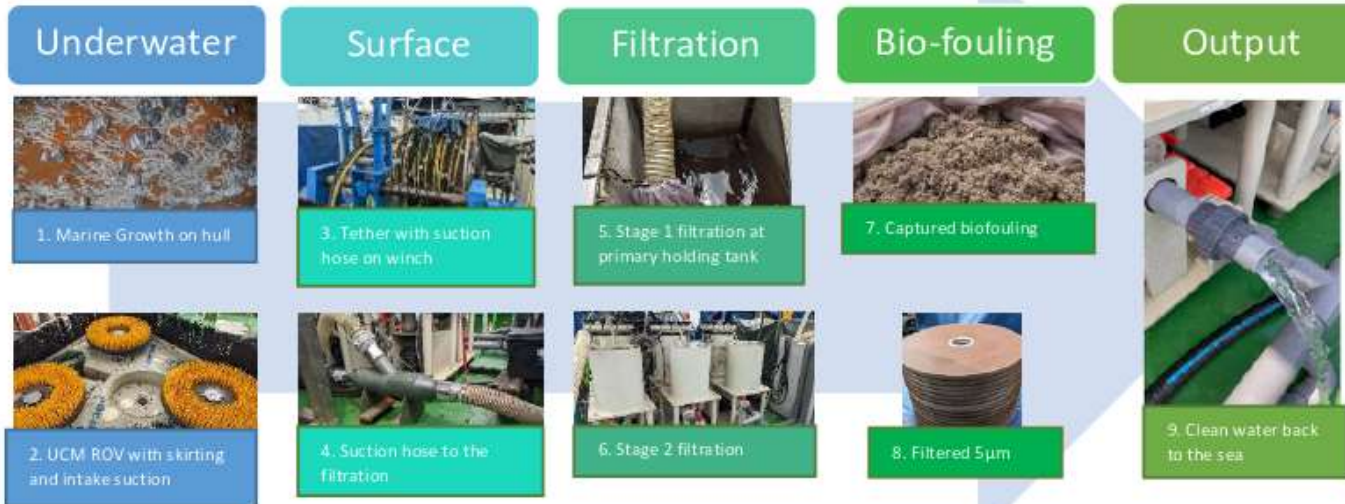 Underwater
Surface
Filtration
Bio-fouling
Output
1. Marine Growth on hull
3. Tether with suction
hose on winch
5. Stage 1 filtration at
primary holding tank
7. Captured biofouling
2. UCM ROV with skirting
and intake suction
4. Suction hose to the
filtration
6. Stage 2 filtration
8. Filtered 5µm
9. Clean water back
to the sea